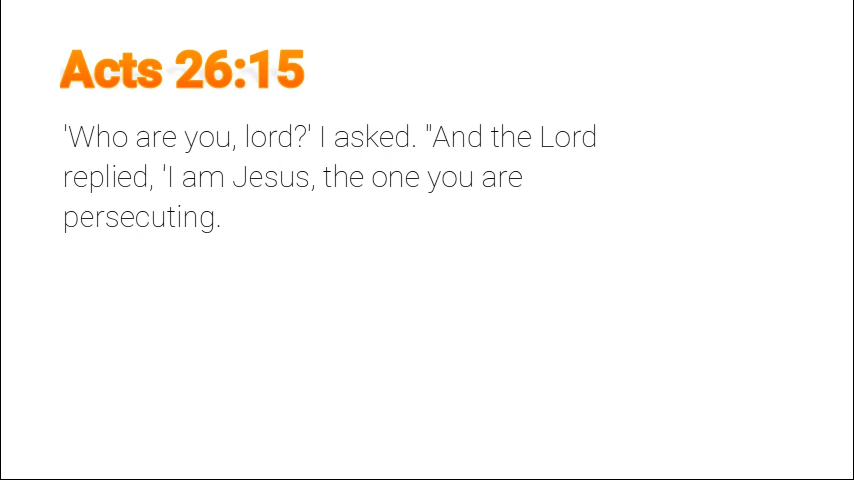 Acts 26:15
'Who are you, lord?' I asked. "And the Lord
replied, 'I am Jesus, the one you are
persecuting.